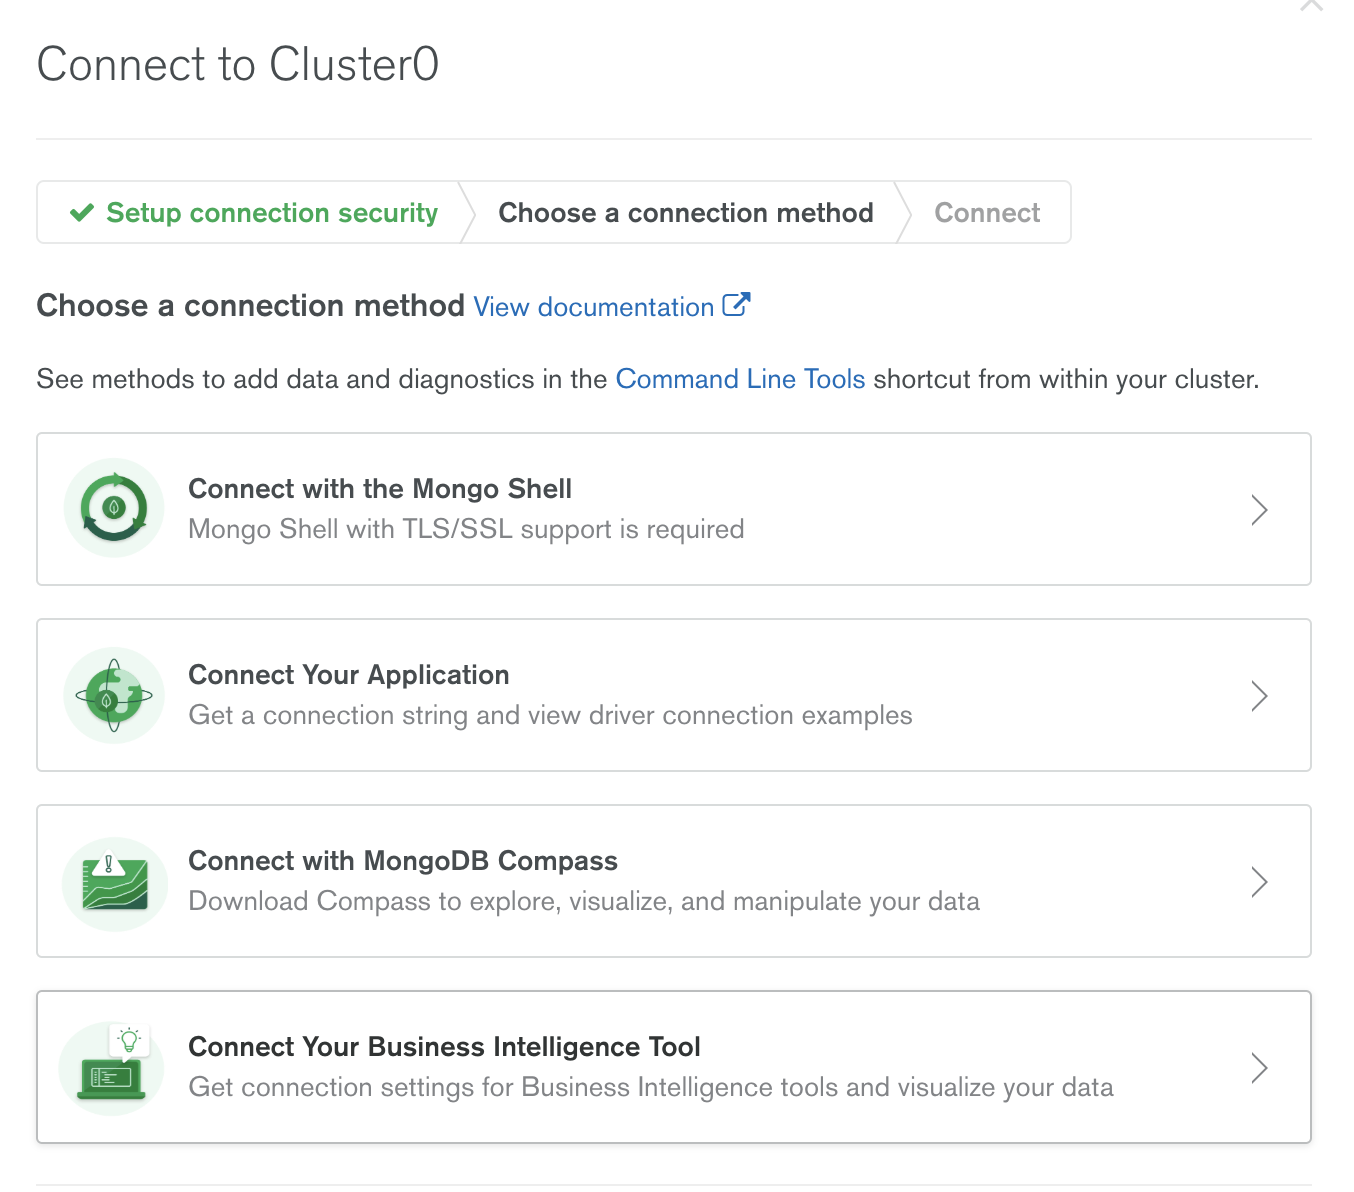 Connect to Cluster0
Setup connection security
Choose a connection method
Connect
Choose a connection method View documentation
See methods to add data and diagnostics in the Command Line Tools shortcut from within your cluster.
Connect with the Mongo Shell
Mongo Shell with TLS/SSL support is required
Connect Your Application
Get a connection string and view driver connection examples
Connect with MongoDB Compass
Download Compass to explore, visualize, and manipulate your data
Connect Your Business Intelligence Tool
Get connection settings for Business Intelligence tools and visualize your data